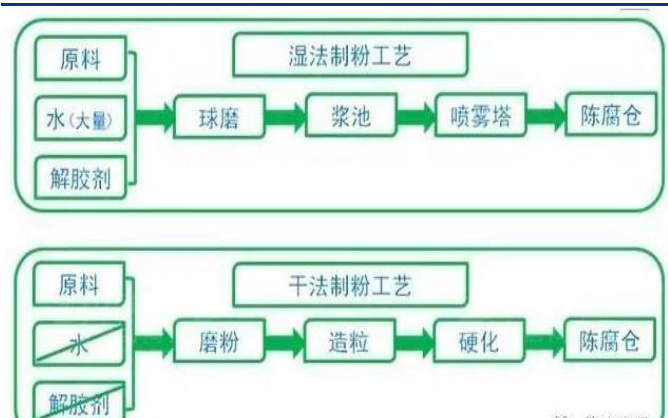 湿法制粉工艺
原料
水(大量)
解胶剂
球磨
浆池
喷雾塔
陈腐仓
干法制粉工艺
原料
水
解胶剂
磨粉
造粒
硬化
陈腐仓